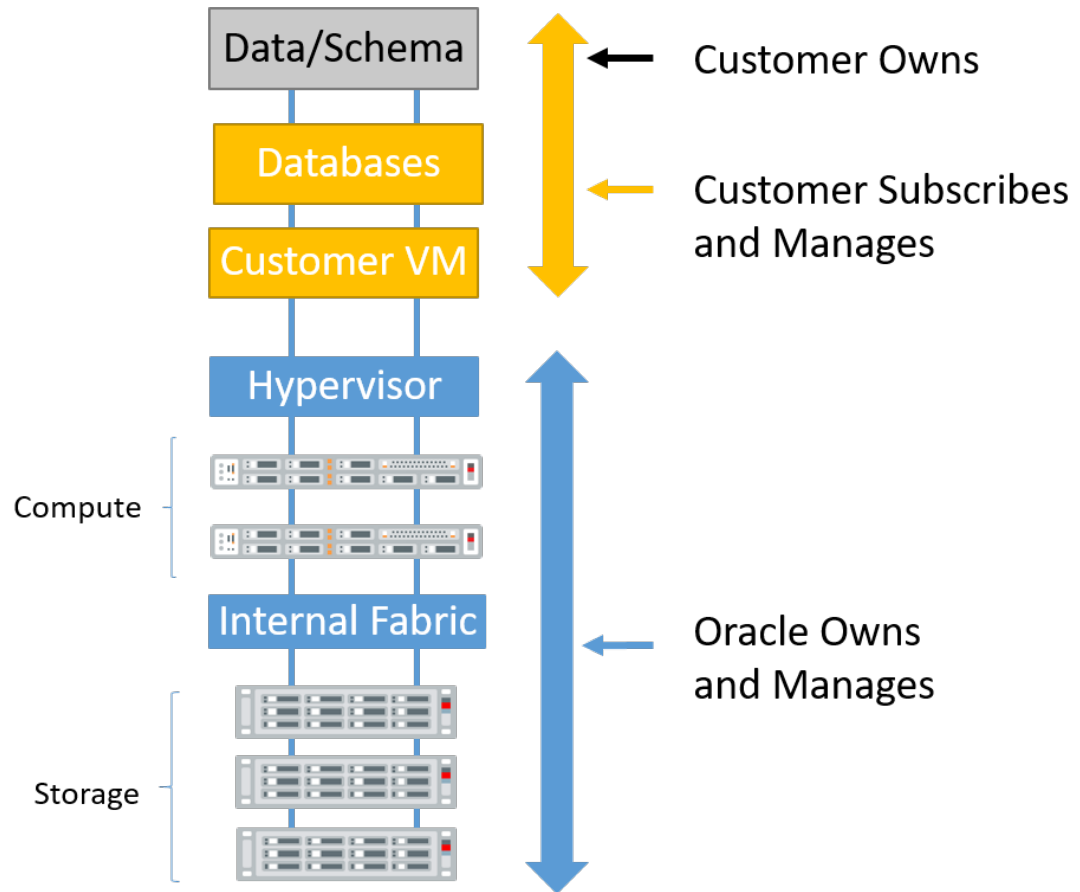 Data/Schema
Customer Owns
Databases
Customer Subscribes
and Manages
Customer VM
Hypervisor
Compute
Internal Fabric
Oracle Owns
and Manages
Storage